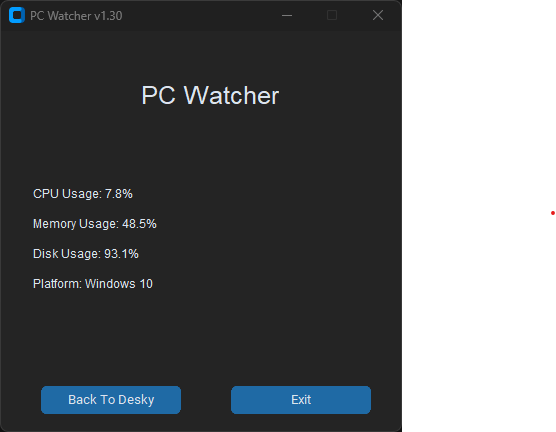 PC Watcher v1.30
PC Watcher
CPU Usage: 7.8%
Memory Usage: 48.5%
Disk Usage: 93.1%
Platform: Windows 10
Back To Desky
Exit